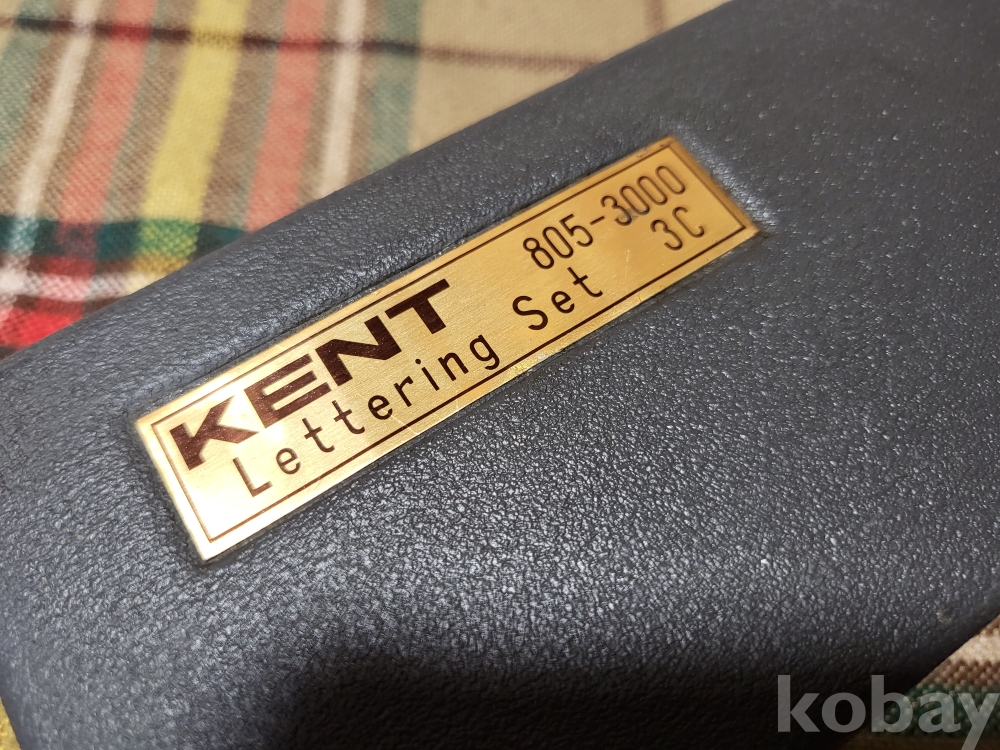 KENT 805-3000
Lettering Set 3C
kobay